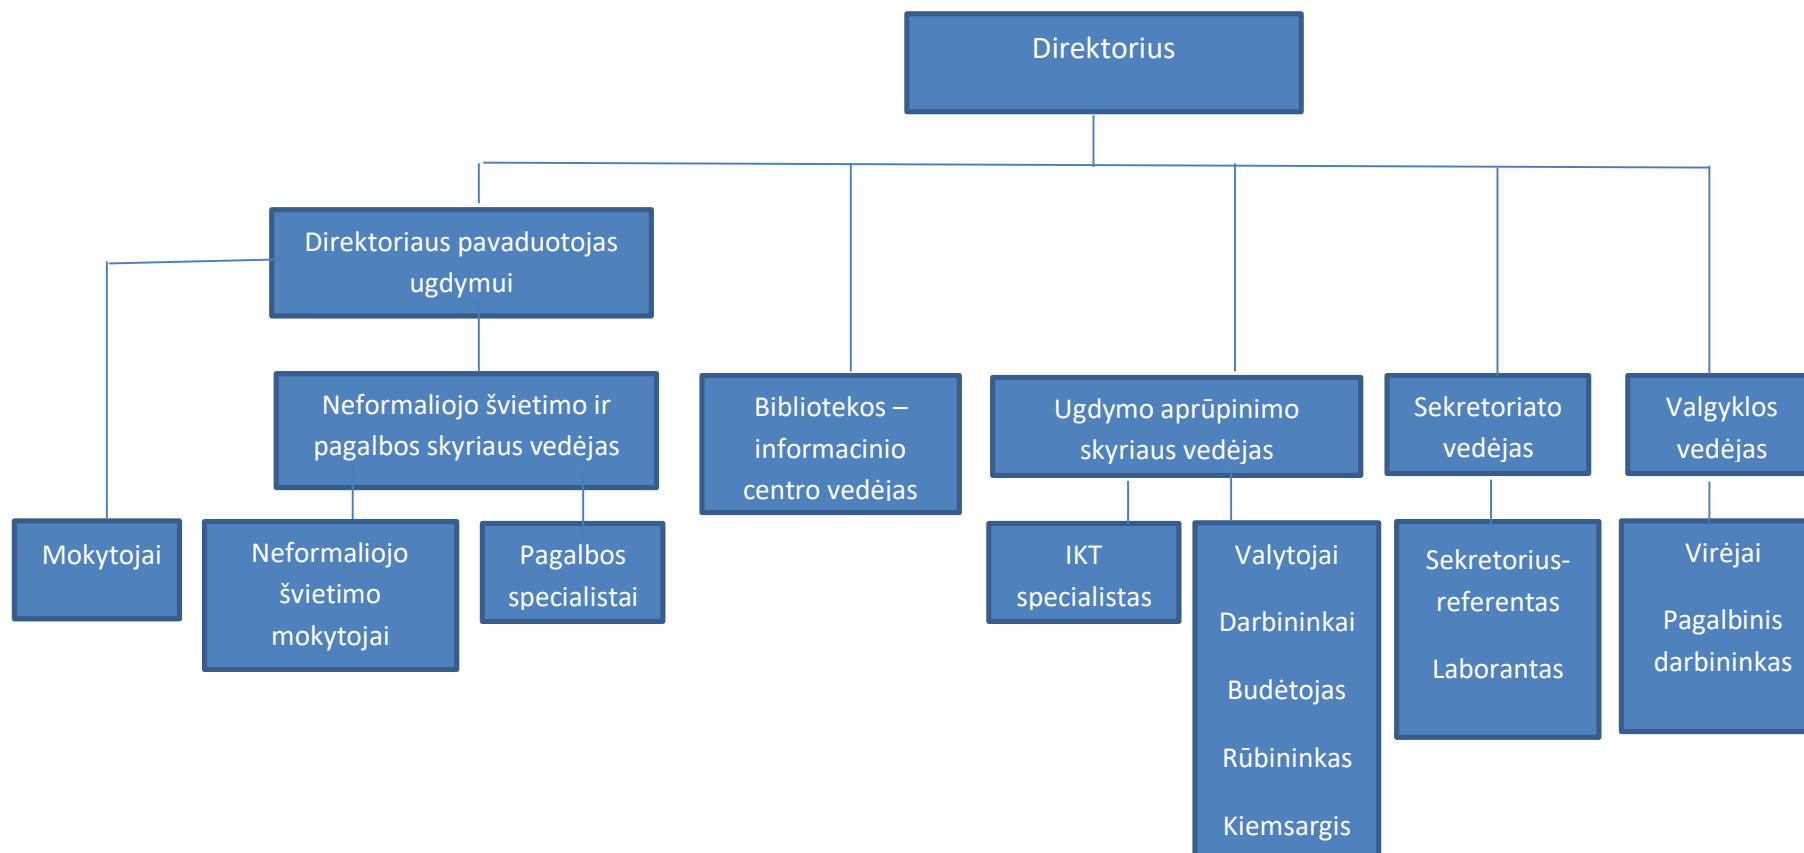 Direktorius
Direktoriaus pavaduotojas
ugdymui
Neformaliojo švietimo ir
pagalbos skyriaus vedėjas
Bibliotekos –
informacinio
centro vedėjas
Ugdymo aprūpinimo
skyriaus vedėjas
Sekretoriato
vedėjas
Valgyklos
vedėjas
Mokytojai
Neformaliojo
švietimo
mokytojai
Pagalbos
specialistai
IKT
specialistas
Valytojai
Darbininkai
Budėtojas
Rūbininkas
Kiemsargis
Sekretorius-
referentas
Laborantas
Virėjai
Pagalbinis
darbininkas